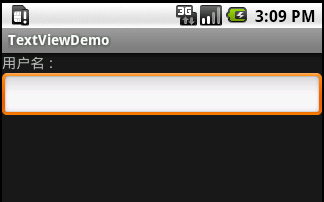 3G 3:09 PM
TextViewDemo
用户名：